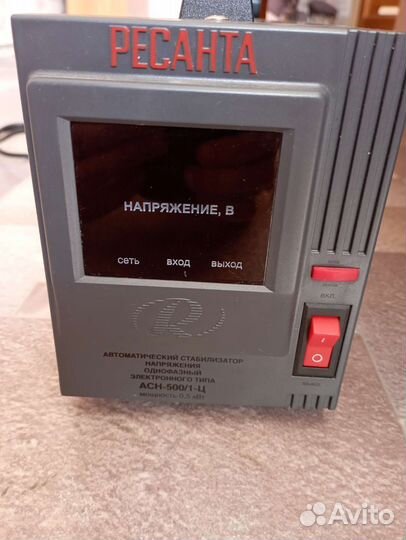 РЕСАНТА
НАПРЯЖЕНИЕ, В
сеть вход выход
ВКЛ.
АВТОМАТИЧЕСКИЙ СТАБИЛИЗАТОР
НАПРЯЖЕНИЯ
ОДНОФАЗНЫЙ
ЭЛЕКТРОННОГО ТИПА
АСН-500/1-Ц
мощность 0,5 кВт
Avito